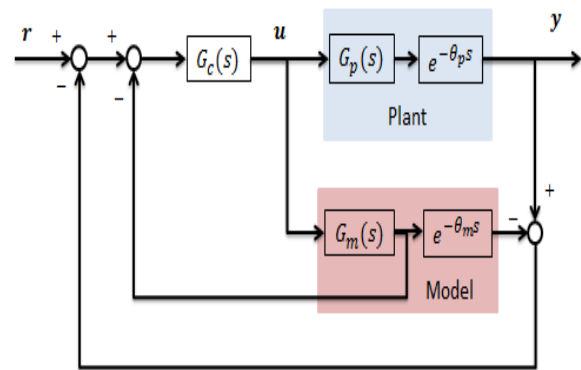 r
+
+
−
−
G_c(s)
u
G_p(s)
e^{−θ_p s}
Plant
y
G_m(s)
e^{−θ_m s}
Model
−
+